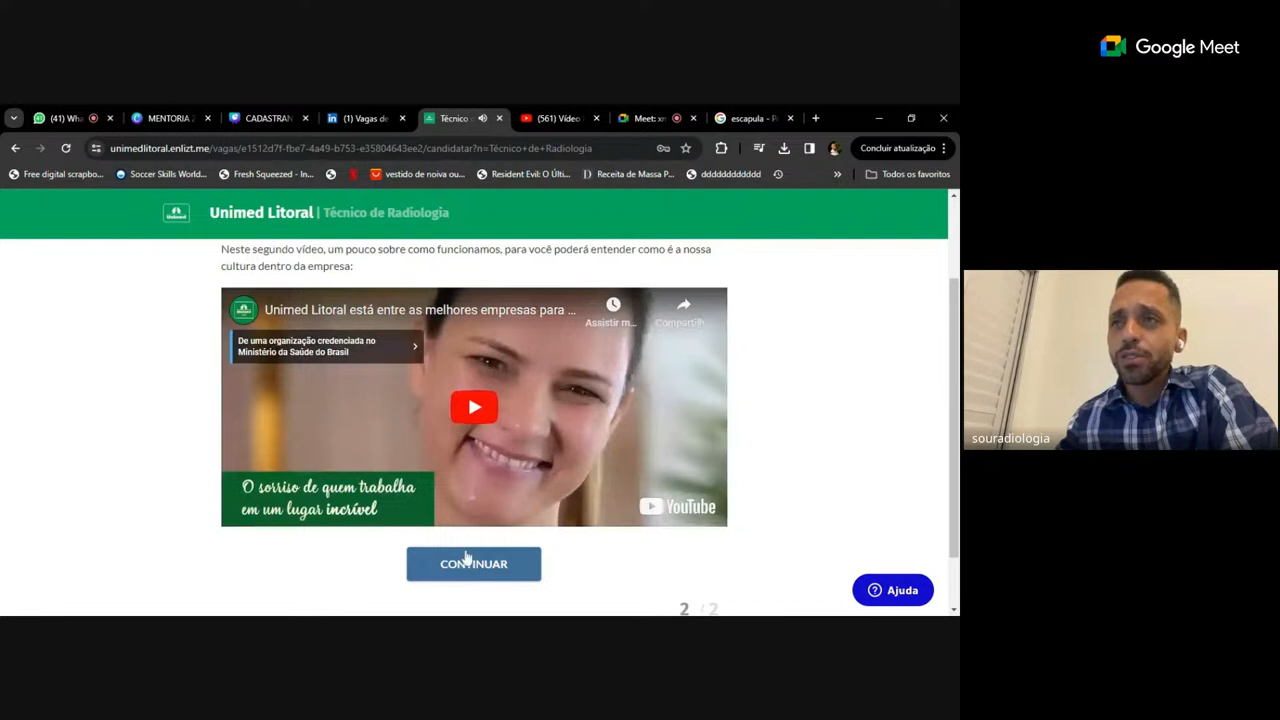 Google Meet
(41) Wha
MENTORIA 2
CADASTRAN
(1) Vagas de
Técnico
(561) Vídeo
Meet: xn
escapula - P
unimedlitoral.enlizt.me/vagas/e1512d7f-fbe7-4a49-b753-e35804643ee2/candidatar?n=Técnico+de+Radiologia
Concluir atualização
Free digital scrapbo...
Soccer Skills World...
Fresh Squeezed - In...
vestido de noiva ou...
Resident Evil: O Últi...
Receita de Massa P...
dddddddddddd
»
Todos os favoritos
Unimed Litoral | Técnico de Radiologia
Neste segundo vídeo, um pouco sobre como funcionamos, para você poderá entender como é a nossa
cultura dentro da empresa:
Unimed Litoral está entre as melhores empresas para ...
Assistir m...
Compartilh
De uma organização credenciada no
Ministério da Saúde do Brasil
O sorriso de quem trabalha
em um lugar incrível
YouTube
CONTINUAR
Ajuda
2 / 2
souradiologia